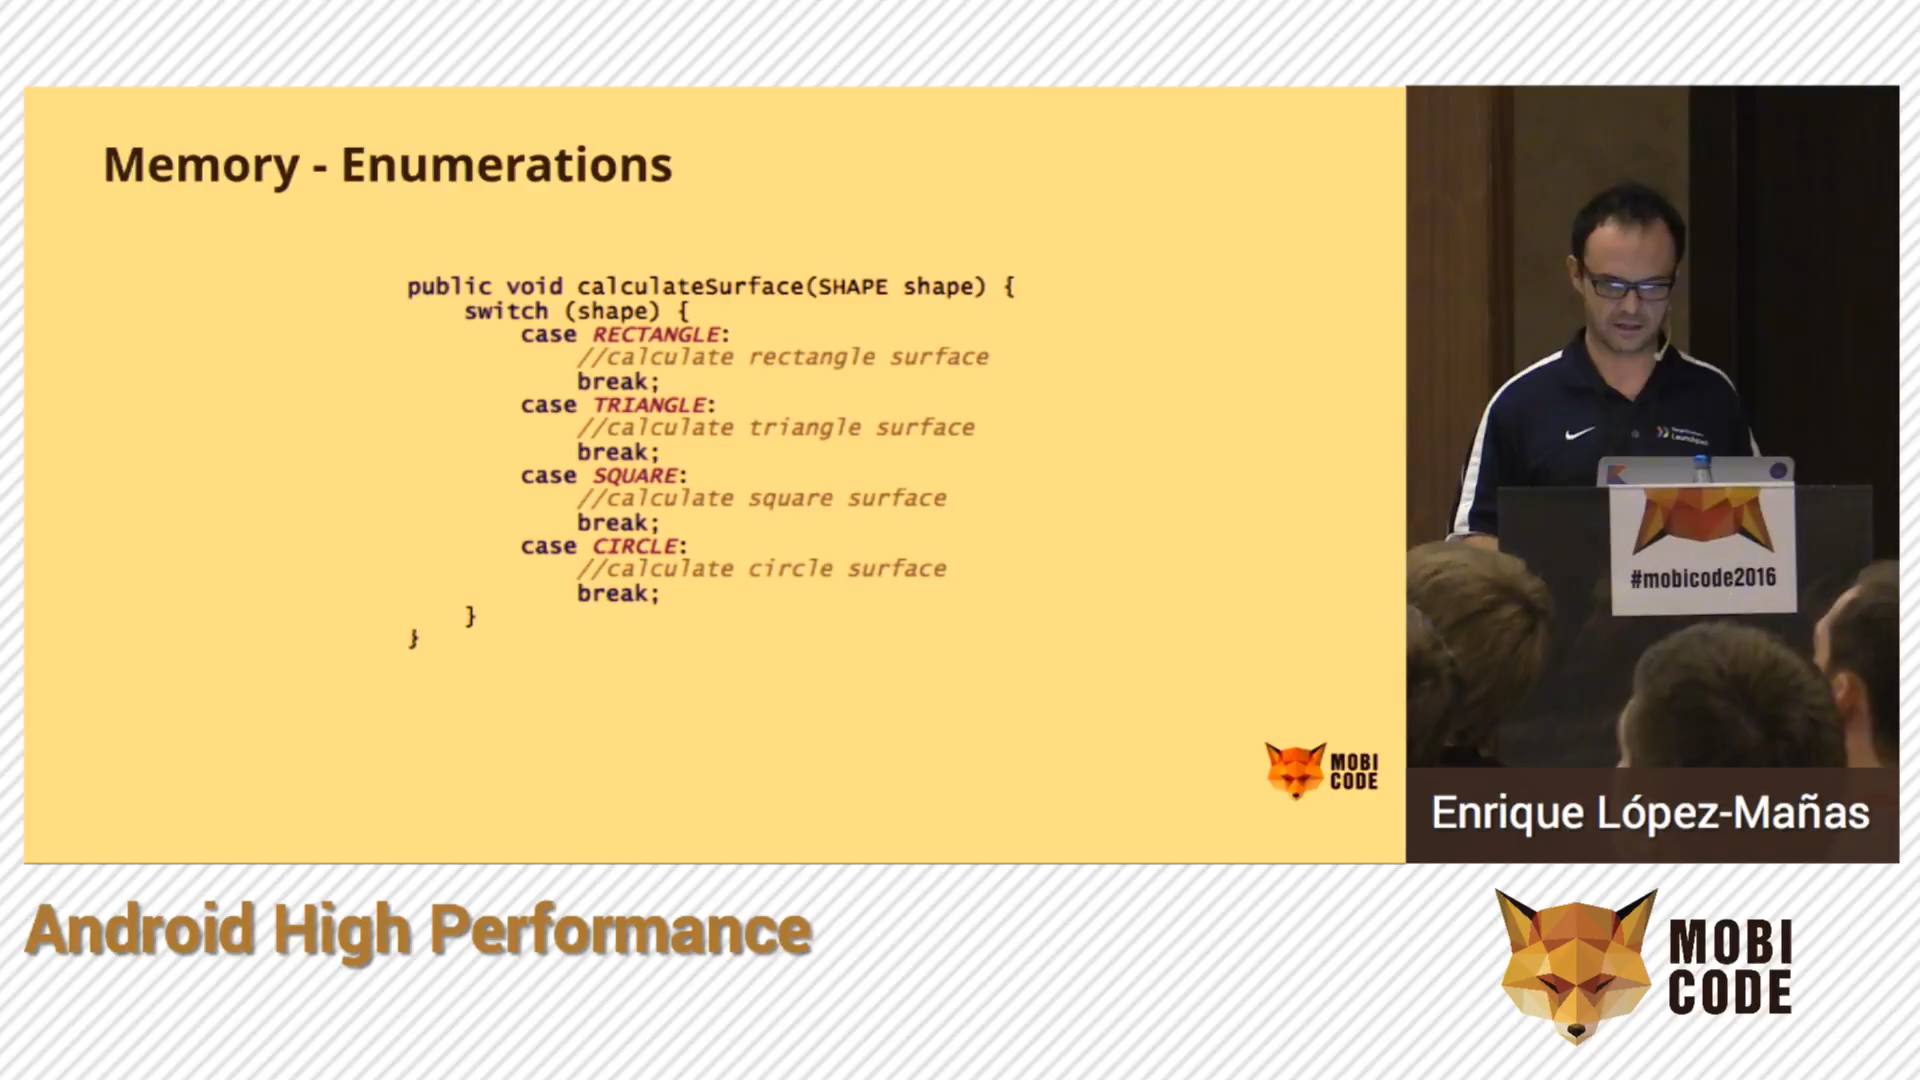 Memory - Enumerations
public void calculateSurface(SHAPE shape) {
switch (shape) {
case RECTANGLE:
//calculate rectangle surface
break;
case TRIANGLE:
//calculate triangle surface
break;
case SQUARE:
//calculate square surface
break;
case CIRCLE:
//calculate circle surface
break;
}
}
MOBI
CODE
#mobicode2016
Enrique López-Mañas
Android High Performance
MOBI
CODE